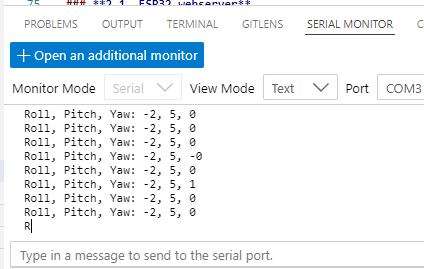 75 ### **2.1. ESP32 webserver**
PROBLEMS OUTPUT TERMINAL GITLENS SERIAL MONITOR
+ Open an additional monitor
Monitor Mode Serial View Mode Text Port COM3
Roll, Pitch, Yaw: -2, 5, 0
Roll, Pitch, Yaw: -2, 5, 0
Roll, Pitch, Yaw: -2, 5, 0
Roll, Pitch, Yaw: -2, 5, -0
Roll, Pitch, Yaw: -2, 5, 0
Roll, Pitch, Yaw: -2, 5, 1
Roll, Pitch, Yaw: -2, 5, 0
Roll, Pitch, Yaw: -2, 5, 0
R
Type in a message to send to the serial port.